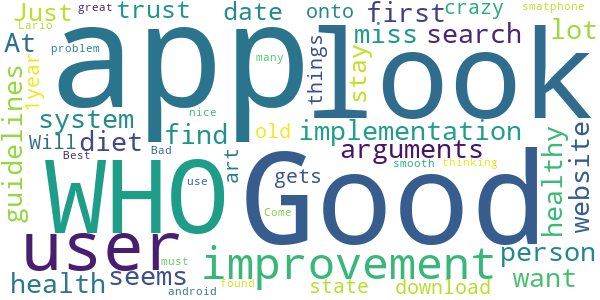 great
Just trust date onto first crazy
Lario
At problem app look miss search lot
1year many things stay
guidelines system nice find old implementation
Will diet Best Bad art arguments healthy website
WHO Good use gets smooth thinking
Come
user improvement person
health seems must found state download want
android
smatphone